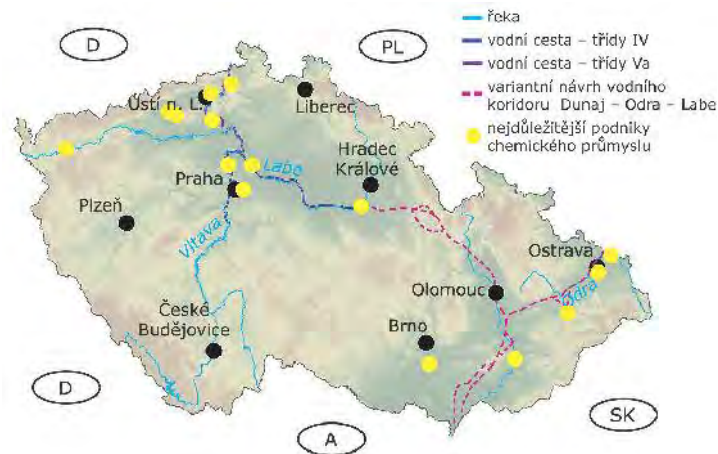 D
PL
řeka
vodní cesta – třídy IV
vodní cesta – třídy Va
variantní návrh vodního
koridoru Dunaj – Odra – Labe
nejdůležitější podniky
chemického průmyslu
Ústí n. L.
Liberec
Hradec
Králové
Labe
Praha
Plzeň
Vltava
Ostrava
Odra
Olomouc
České
Budějovice
Brno
D
A
SK